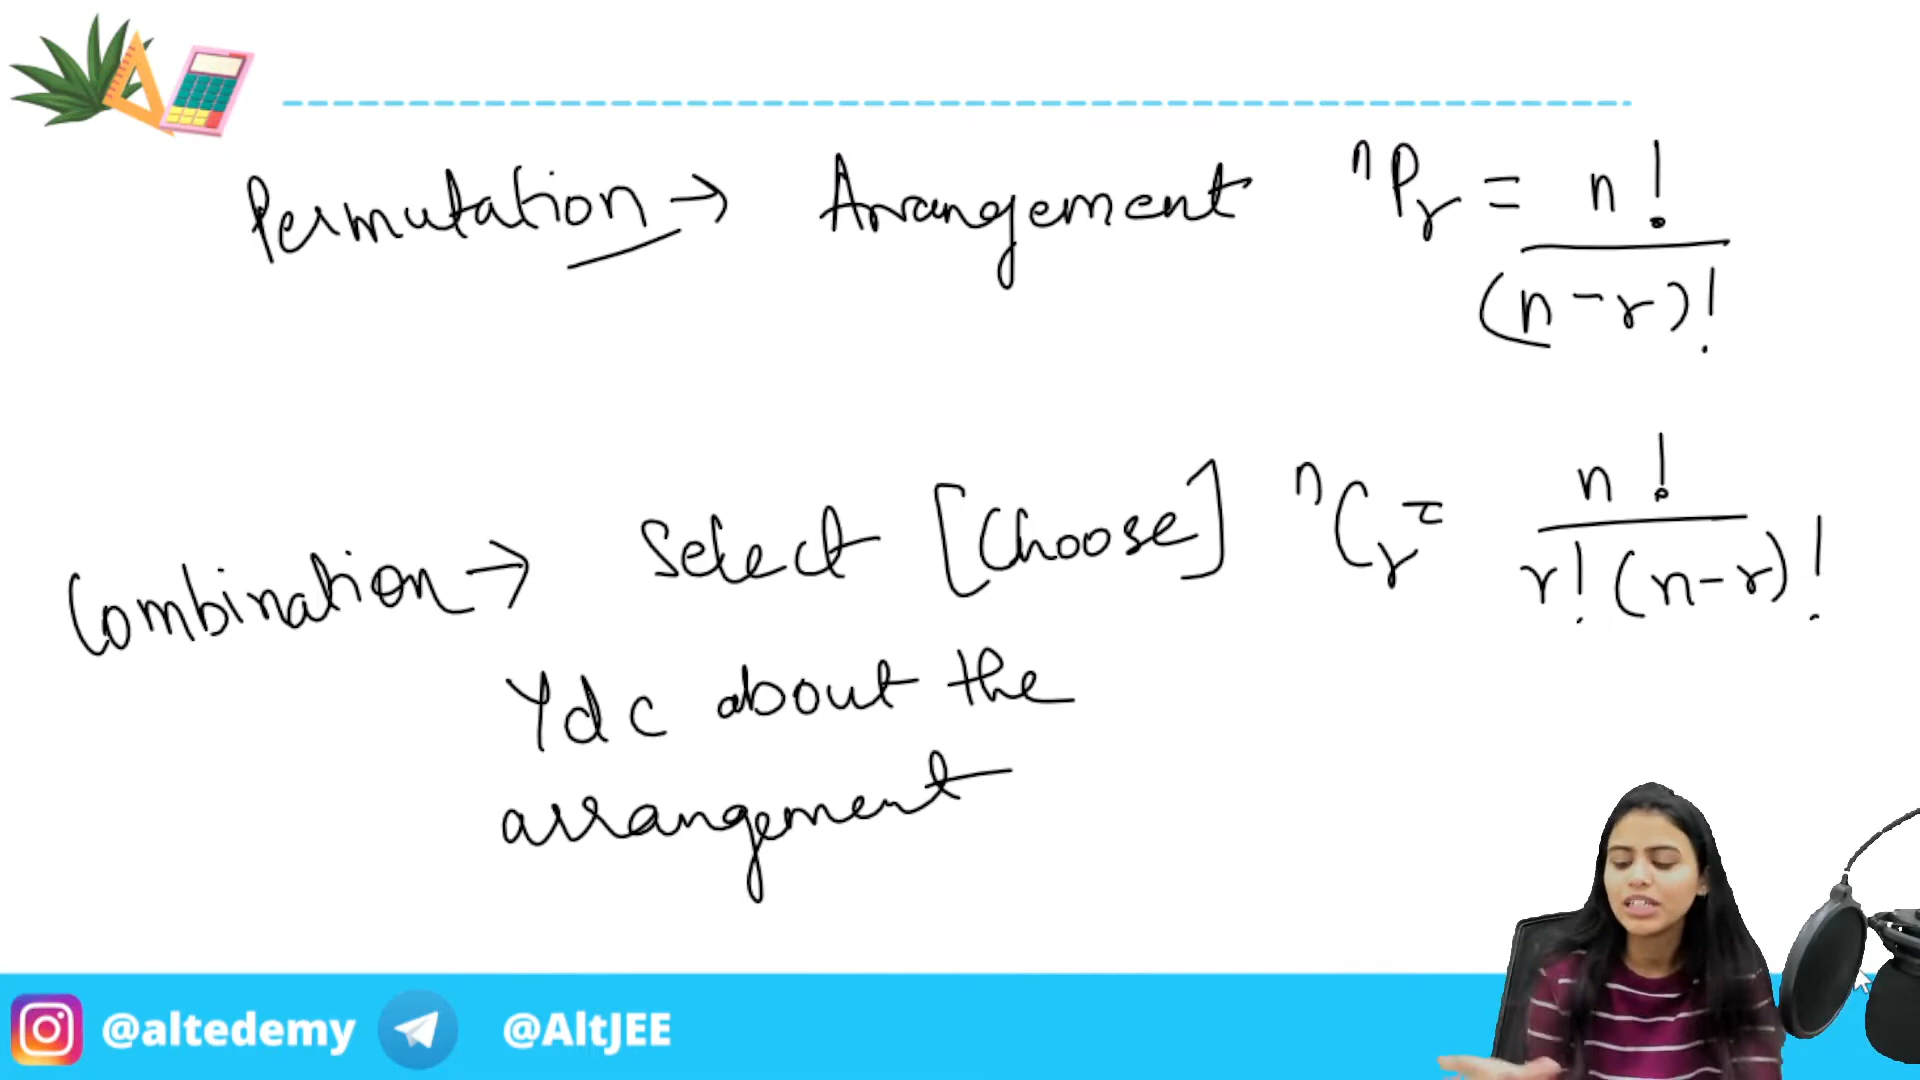 Permutation → Arrangement ⁿPᵣ = n! / (n-r)!
Combination → Select [Choose] ⁿCᵣ = n! / r! (n-r)!
Ydc about the
arrangement
@altedemy @AltJEE